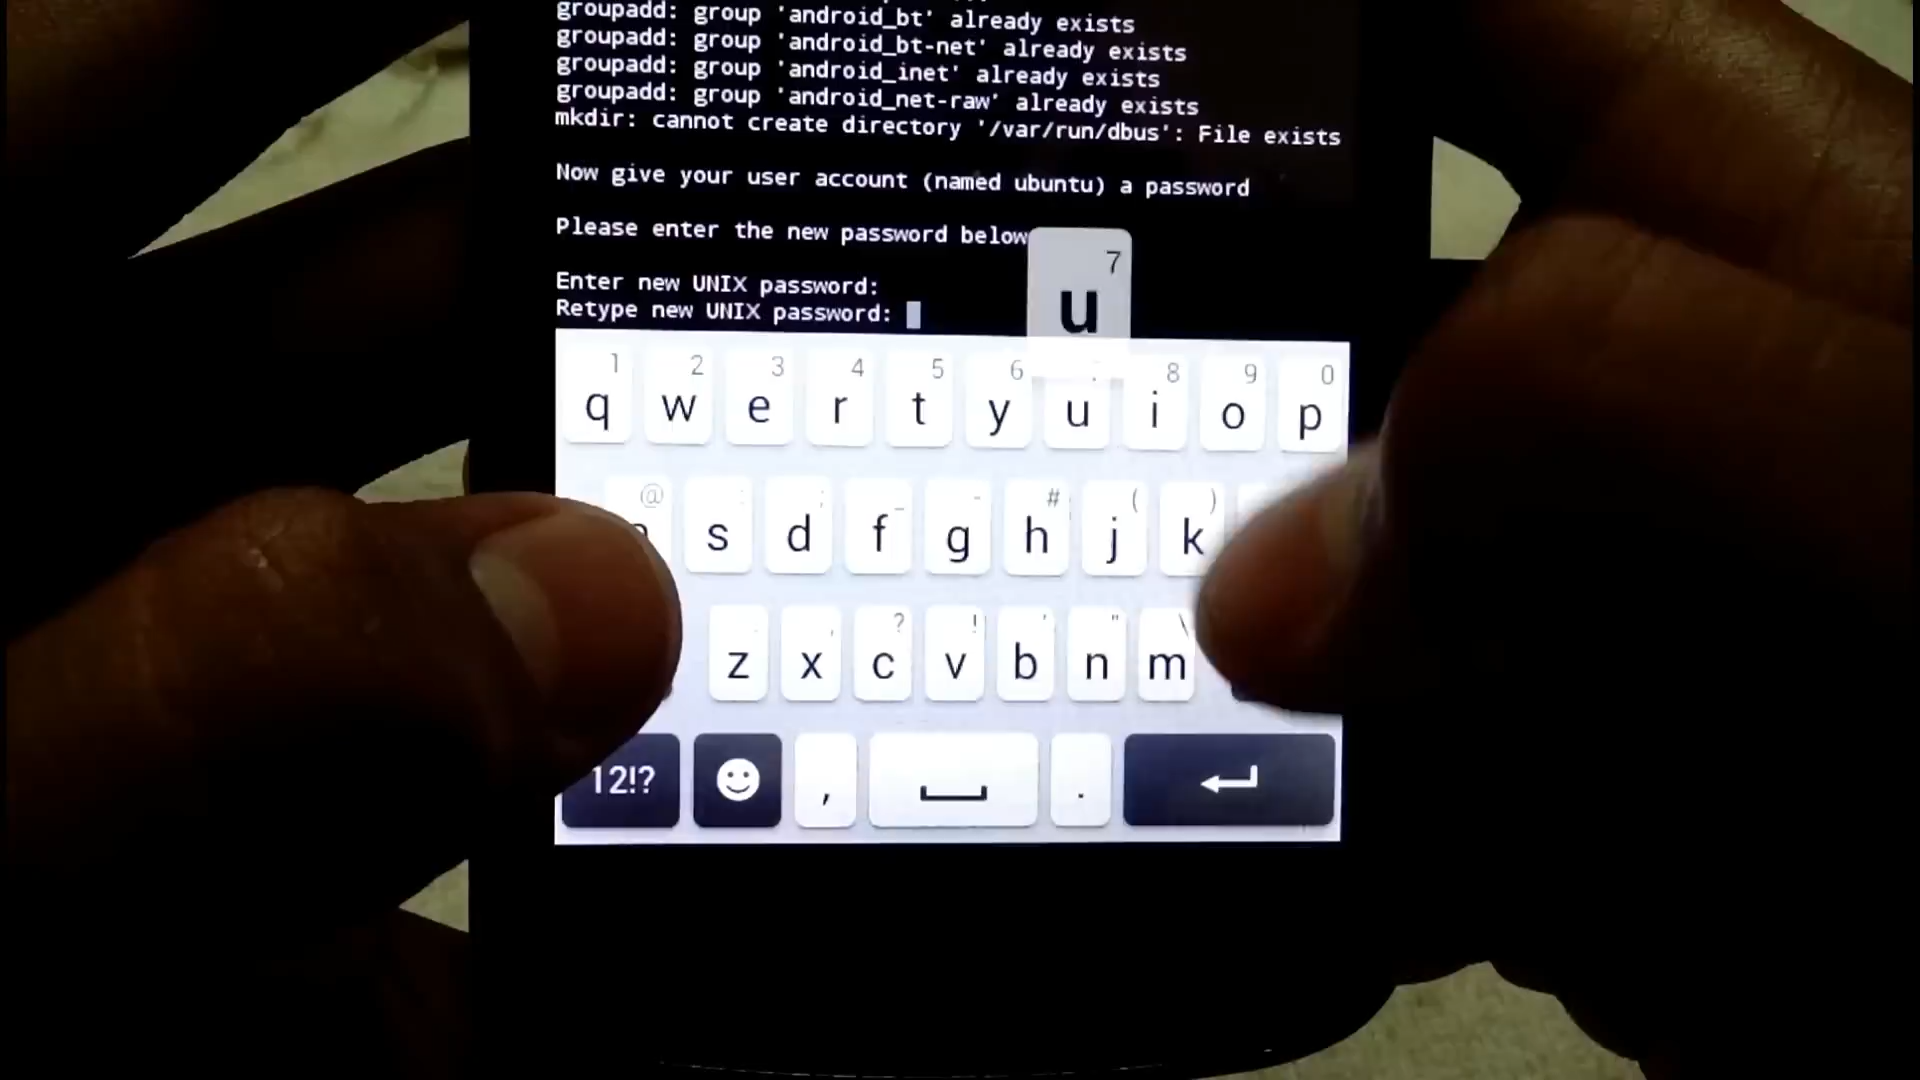 groupadd: group 'android_bt' already exists
groupadd: group 'android_bt-net' already exists
groupadd: group 'android_inet' already exists
groupadd: group 'android_net-raw' already exists
mkdir: cannot create directory '/var/run/dbus': File exists
Now give your user account (named ubuntu) a password
Please enter the new password below
Enter new UNIX password:
Retype new UNIX password:
7
u
1 2 3 4 5 6 8 9 0
q w e r t y u i o p
@ : ; _ - # ( )
s d f g h j k
? ! ' " \
z x c v b n m
12!? , .